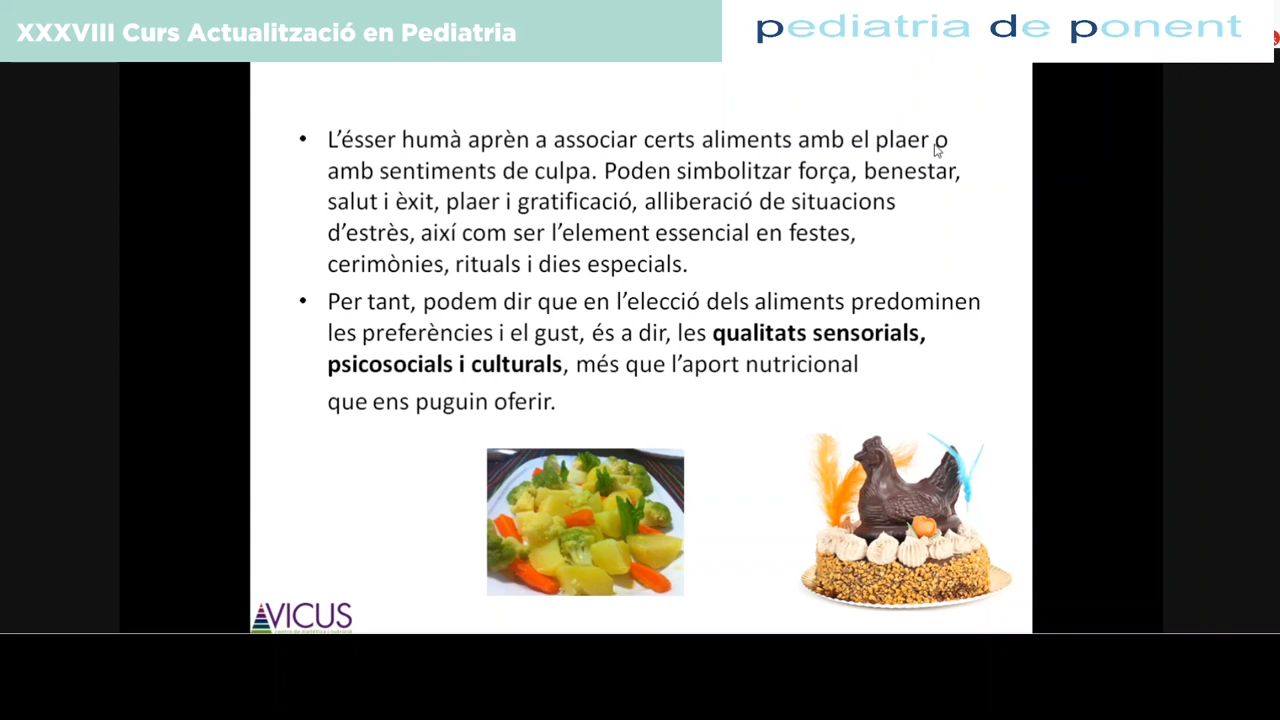 XXXVIII Curs Actualització en Pediatria
pediatria de ponent
• L'ésser humà aprèn a associar certs aliments amb el plaer o
amb sentiments de culpa. Poden simbolitzar força, benestar,
salut i èxit, plaer i gratificació, alliberació de situacions
d'estrès, així com ser l'element essencial en festes,
cerimònies, rituals i dies especials.
• Per tant, podem dir que en l'elecció dels aliments predominen
les preferències i el gust, és a dir, les qualitats sensorials,
psicosocials i culturals, més que l'aport nutricional
que ens puguin oferir.
VICUS